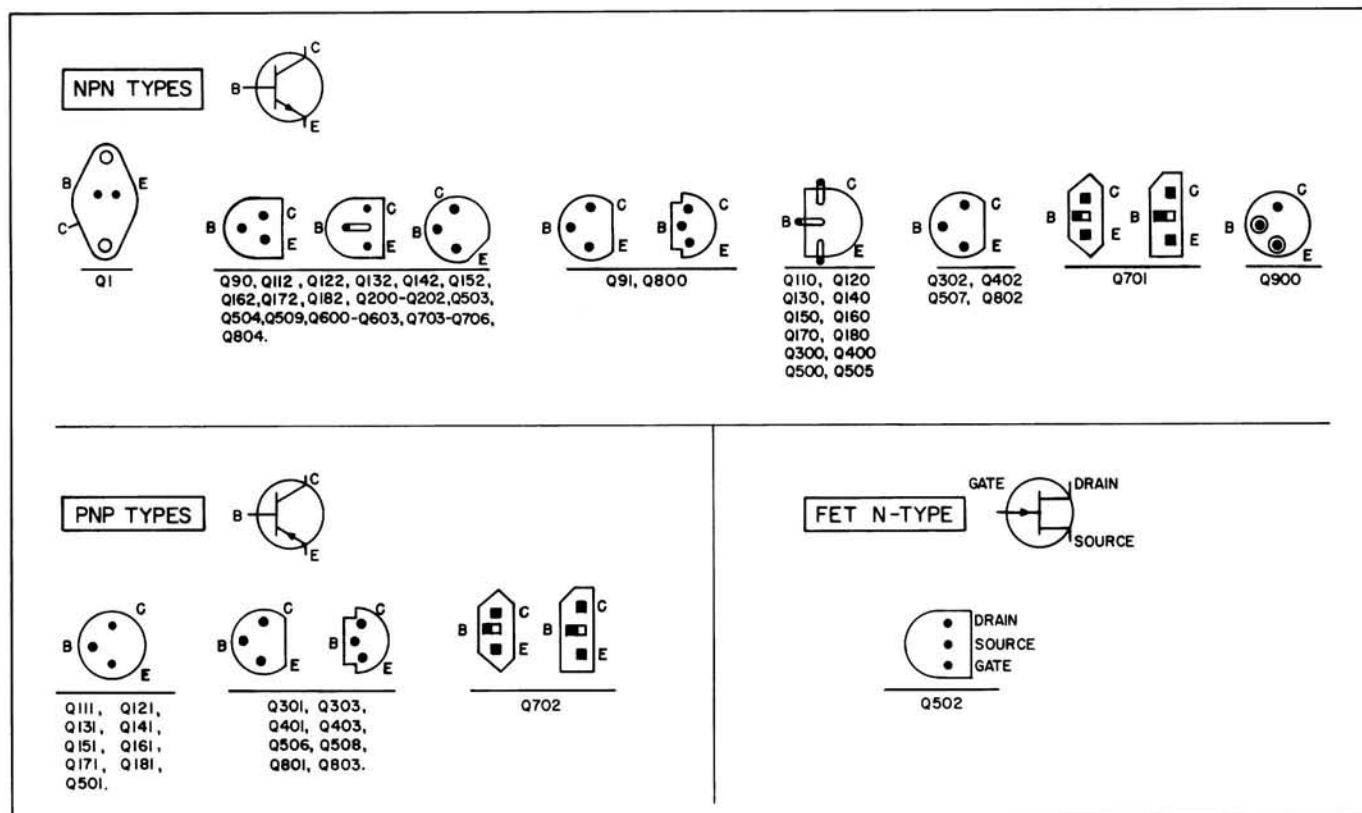 NPN TYPES
C
B
E
B E
C
Q1
B C E
B C E
C B E
Q90, Q112, Q122, Q132, Q142, Q152,
Q162, Q172, Q182, Q200-Q202, Q503,
Q504, Q509, Q600-Q603, Q703-Q706,
Q804.
B C E
B C E
Q91, Q800
B C E
Q110, Q120
Q130, Q140
Q150, Q160
Q170, Q180
Q300, Q400
Q500, Q505
B C E
Q302, Q402
Q507, Q802
B C E
B C E
Q701
B C E
Q900
PNP TYPES
C
B
E
B C E
Q111, Q121,
Q131, Q141,
Q151, Q161,
Q171, Q181,
Q501.
B C E
B C E
Q301, Q303,
Q401, Q403,
Q506, Q508,
Q801, Q803.
B C E
B C E
Q702
FET N-TYPE
GATE DRAIN
SOURCE
DRAIN
SOURCE
GATE
Q502